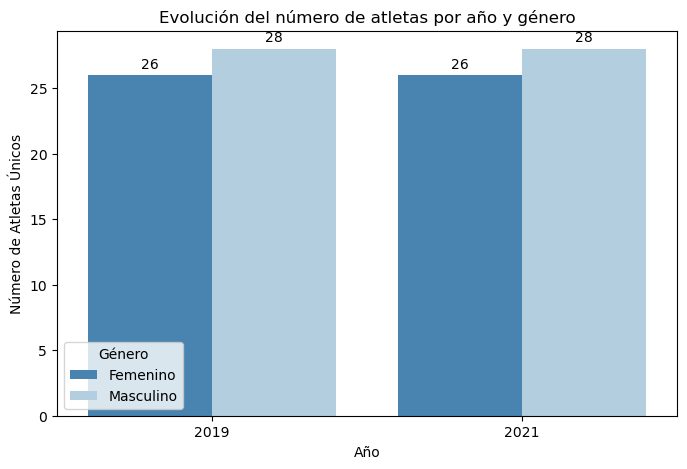 Evolución del número de atletas por año y género
26
28
26
28
Número de Atletas Únicos
25
20
15
10
5
0
Género
Femenino
Masculino
2019
2021
Año